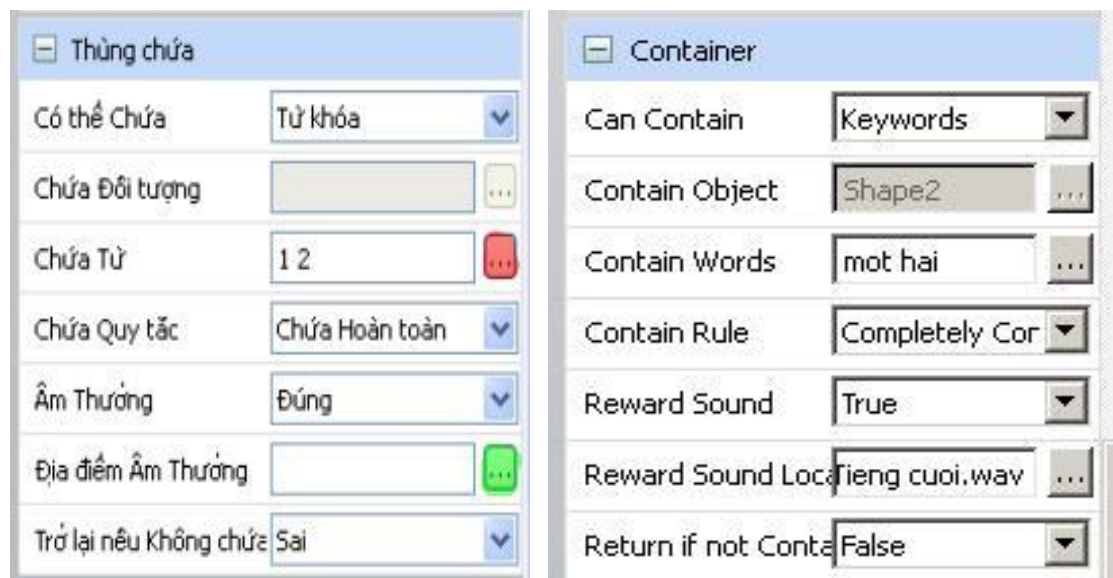 Thùng chứa
Có thể Chứa Từ khóa
Chứa Đối tượng ...
Chứa Từ 1 2 ...
Chứa Quy tắc Chứa Hoàn toàn
Âm Thưởng Đúng
Địa điểm Âm Thưởng ...
Trở lại nếu Không chứa Sai
Container
Can Contain Keywords
Contain Object Shape2 ...
Contain Words mot hai ...
Contain Rule Completely Cor
Reward Sound True
Reward Sound Loca Tieng cuoi.wav ...
Return if not Conta False